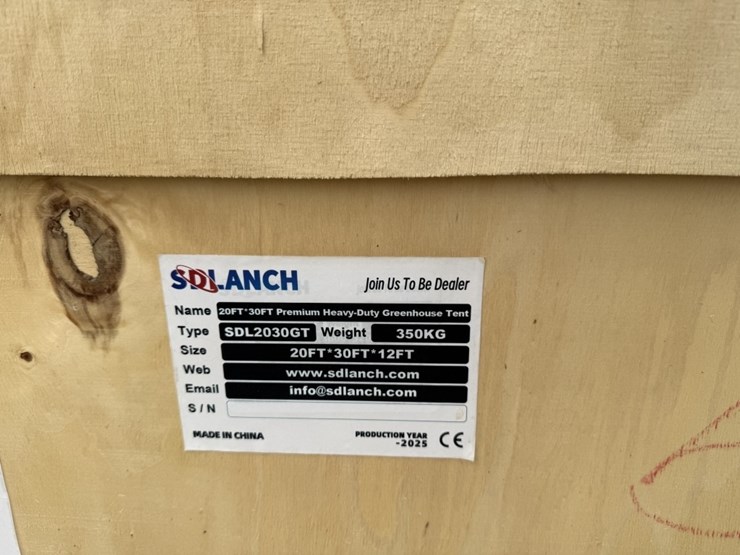 SDLANCH Join Us To Be Dealer
Name 20FT*30FT Premium Heavy-Duty Greenhouse Tent
Type SDL2030GT Weight 350KG
Size 20FT*30FT*12FT
Web www.sdlanch.com
Email info@sdlanch.com
S/N
MADE IN CHINA PRODUCTION YEAR CE
-2025